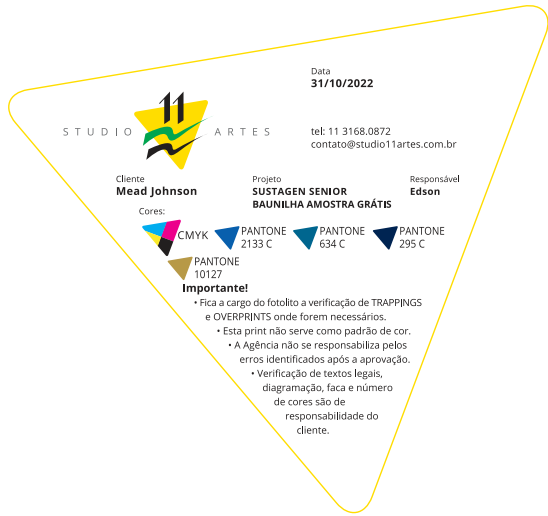 Data
31/10/2022
11
STUDIO ARTES
tel: 11 3168.0872
contato@studio11artes.com.br
Cliente
Mead Johnson
Projeto
SUSTAGEN SENIOR
BAUNILHA AMOSTRA GRÁTIS
Responsável
Edson
Cores:
CMYK
PANTONE
2133 C
PANTONE
634 C
PANTONE
295 C
PANTONE
10127
Importante!
• Fica a cargo do fotolito a verificação de TRAPPINGS
e OVERPRINTS onde forem necessários.
• Esta print não serve como padrão de cor.
• A Agência não se responsabiliza pelos
erros identificados após a aprovação.
• Verificação de textos legais,
diagramação, faca e número
de cores são de
responsabilidade do
cliente.